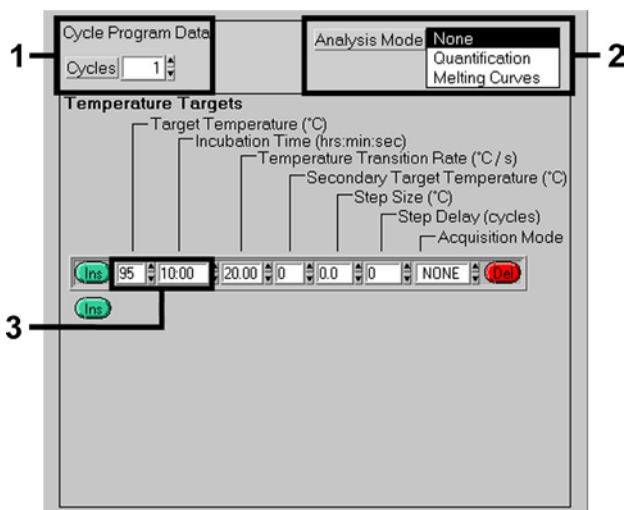 Cycle Program Data
Cycles 1
Analysis Mode None
Quantification
Melting Curves
1
2
Temperature Targets
Target Temperature (°C)
Incubation Time (hrs:min:sec)
Temperature Transition Rate (°C / s)
Secondary Target Temperature (°C)
Step Size (°C)
Step Delay (cycles)
Acquisition Mode
Ins 95 10:00 20.00 0 0.0 0 NONE Del
Ins
3